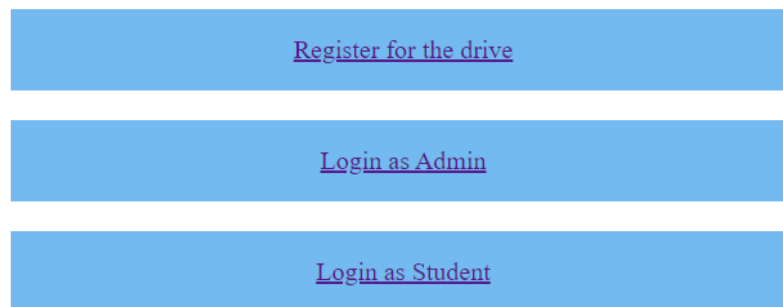 Register for the drive
Login as Admin
Login as Student